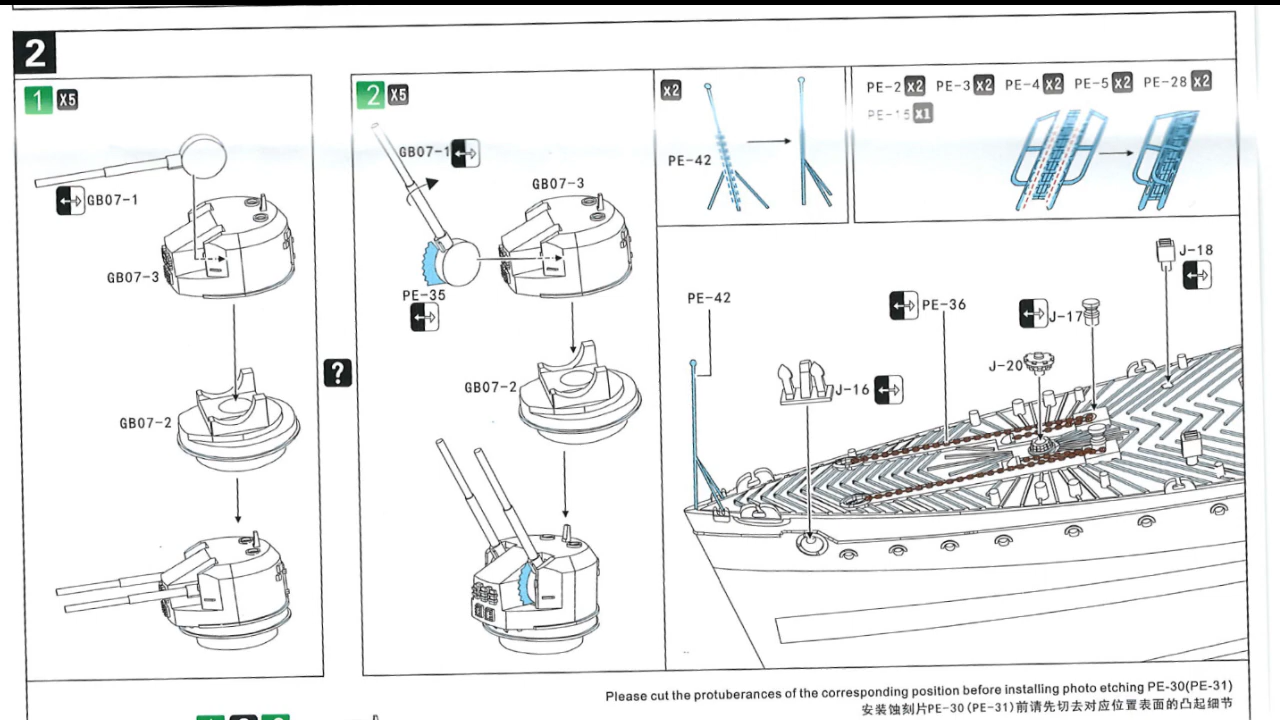 2
1 X5
GB07-1
GB07-3
GB07-2
?
2 X5
GB07-1
GB07-3
PE-35
GB07-2
X2
PE-42
PE-2 X2 PE-3 X2 PE-4 X2 PE-5 X2 PE-28 X2
PE-15 X1
PE-42
PE-36
J-16
J-17
J-20
J-18
Please cut the protuberances of the corresponding position before installing photo etching PE-30(PE-31)
安装蚀刻片PE-30 (PE-31)前请先切去对应位置表面的凸起细节